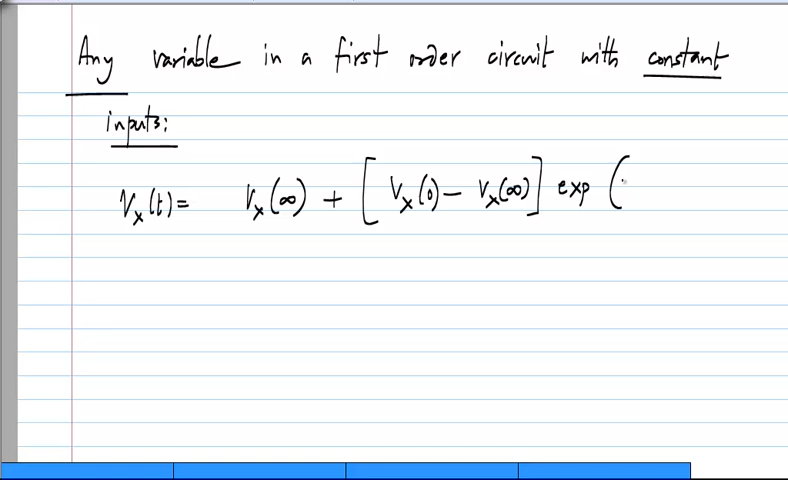 Any variable in a first order circuit with constant
inputs:
Vx(t) = Vx(∞) + [Vx(0) - Vx(∞)] exp (